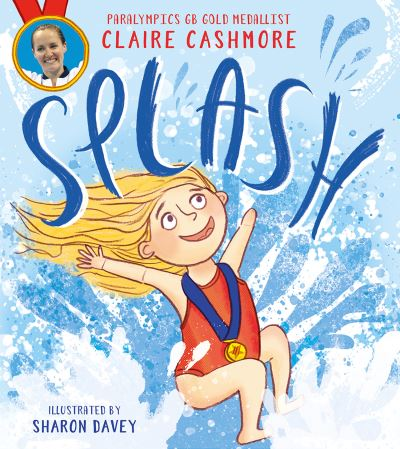 PARALYMPICS GB GOLD MEDALLIST
CLAIRE CASHMORE
SPLASH
ILLUSTRATED BY
SHARON DAVEY